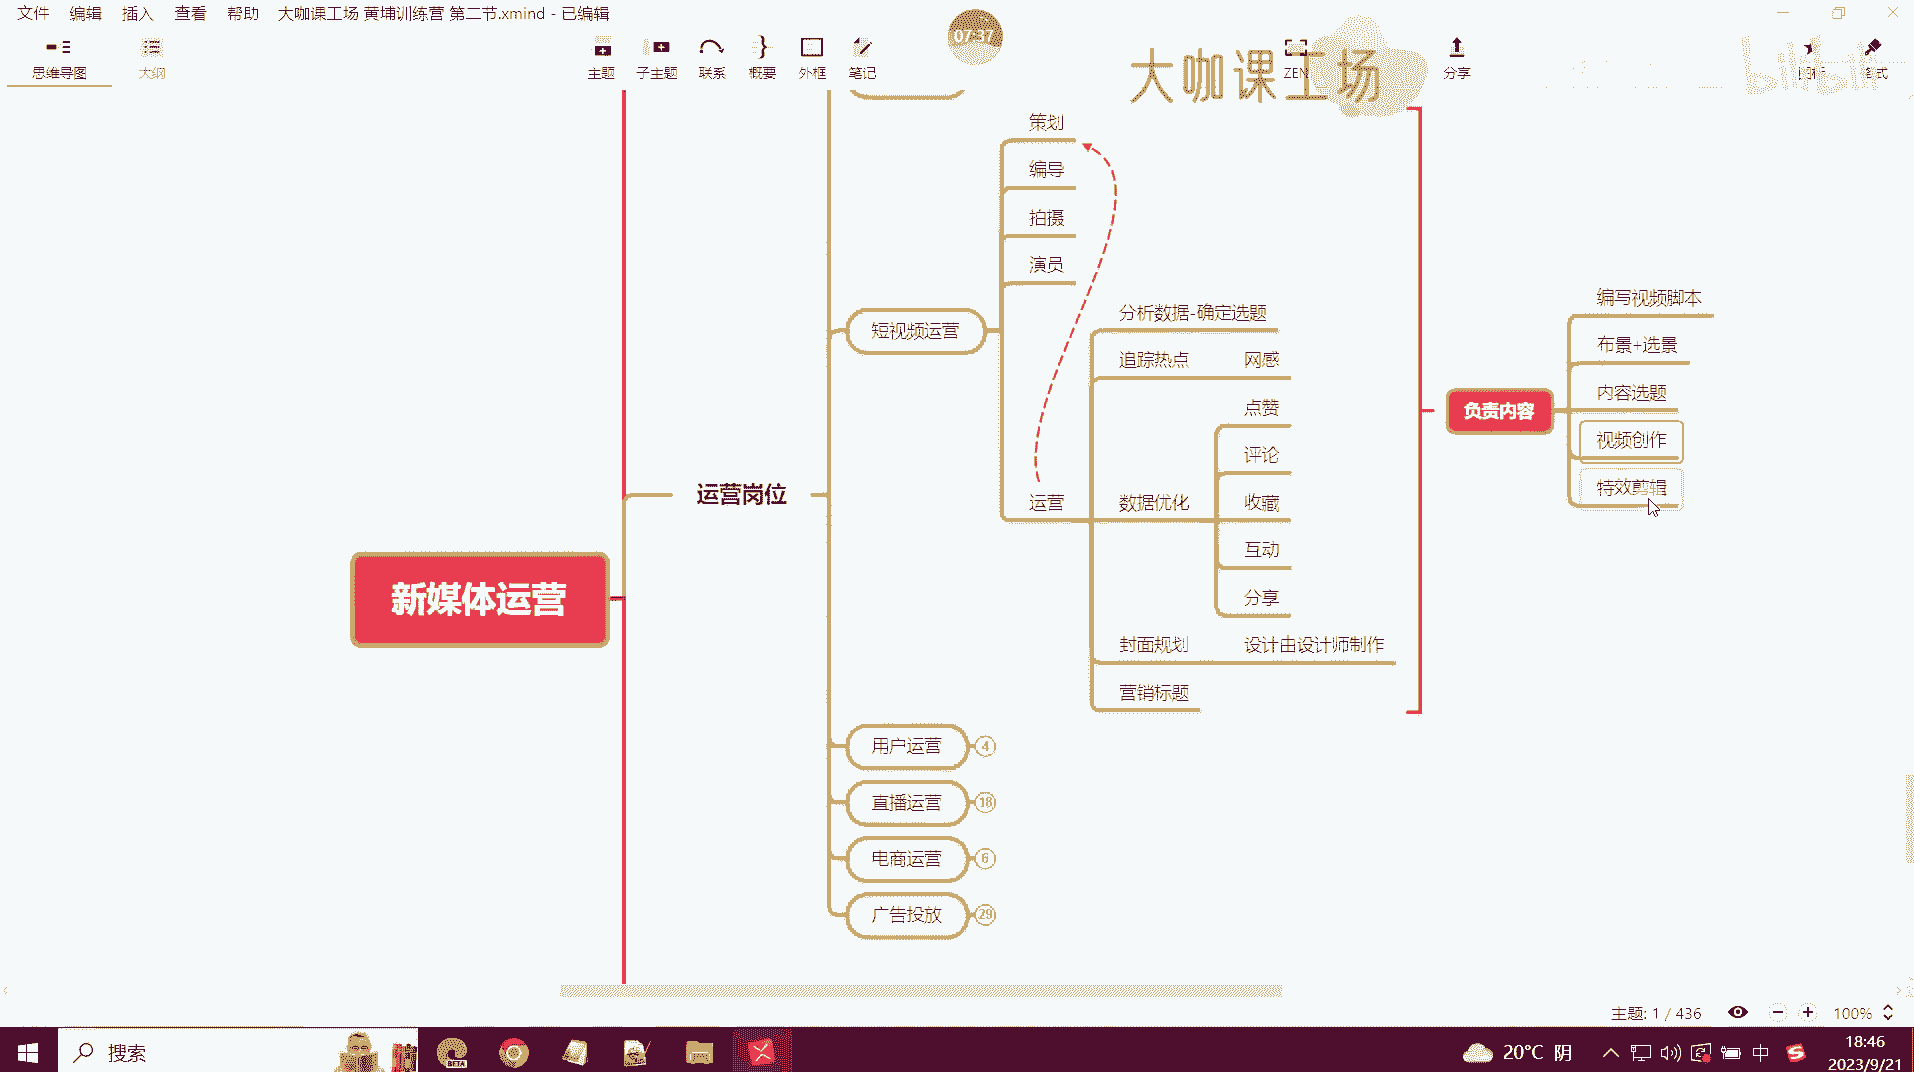 文件 编辑 插入 查看 帮助 大咖课工场 黄埔训练营 第二节.xmind - 已编辑
思维导图 大纲 主题 子主题 联系 概要 外框 笔记 07:37 ZEN 分享
大咖课工场
bilibili
策划
编导
拍摄
演员
短视频运营
运营
分析数据-确定选题
追踪热点 网感
数据优化
点赞
评论
收藏
互动
分享
封面规划 设计由设计师制作
营销标题
负责内容
编写视频脚本
布景+选景
内容选题
视频创作
特效剪辑
运营岗位
新媒体运营
用户运营 4
直播运营 18
电商运营 6
广告投放 29
主题: 1 / 436 100%
搜索 BETA 20°C 阴 中 18:46
2023/9/21